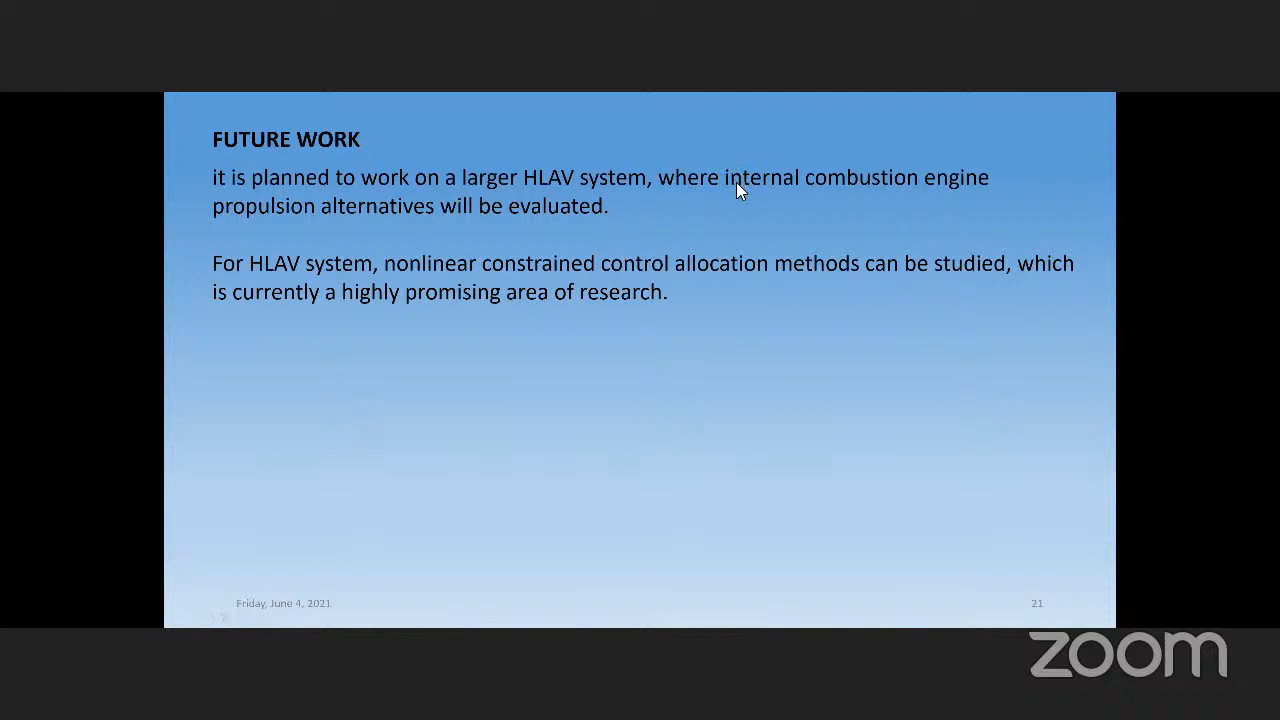 FUTURE WORK
it is planned to work on a larger HLAV system, where internal combustion engine
propulsion alternatives will be evaluated.
For HLAV system, nonlinear constrained control allocation methods can be studied, which
is currently a highly promising area of research.
Friday, June 4, 2021
21
zoom